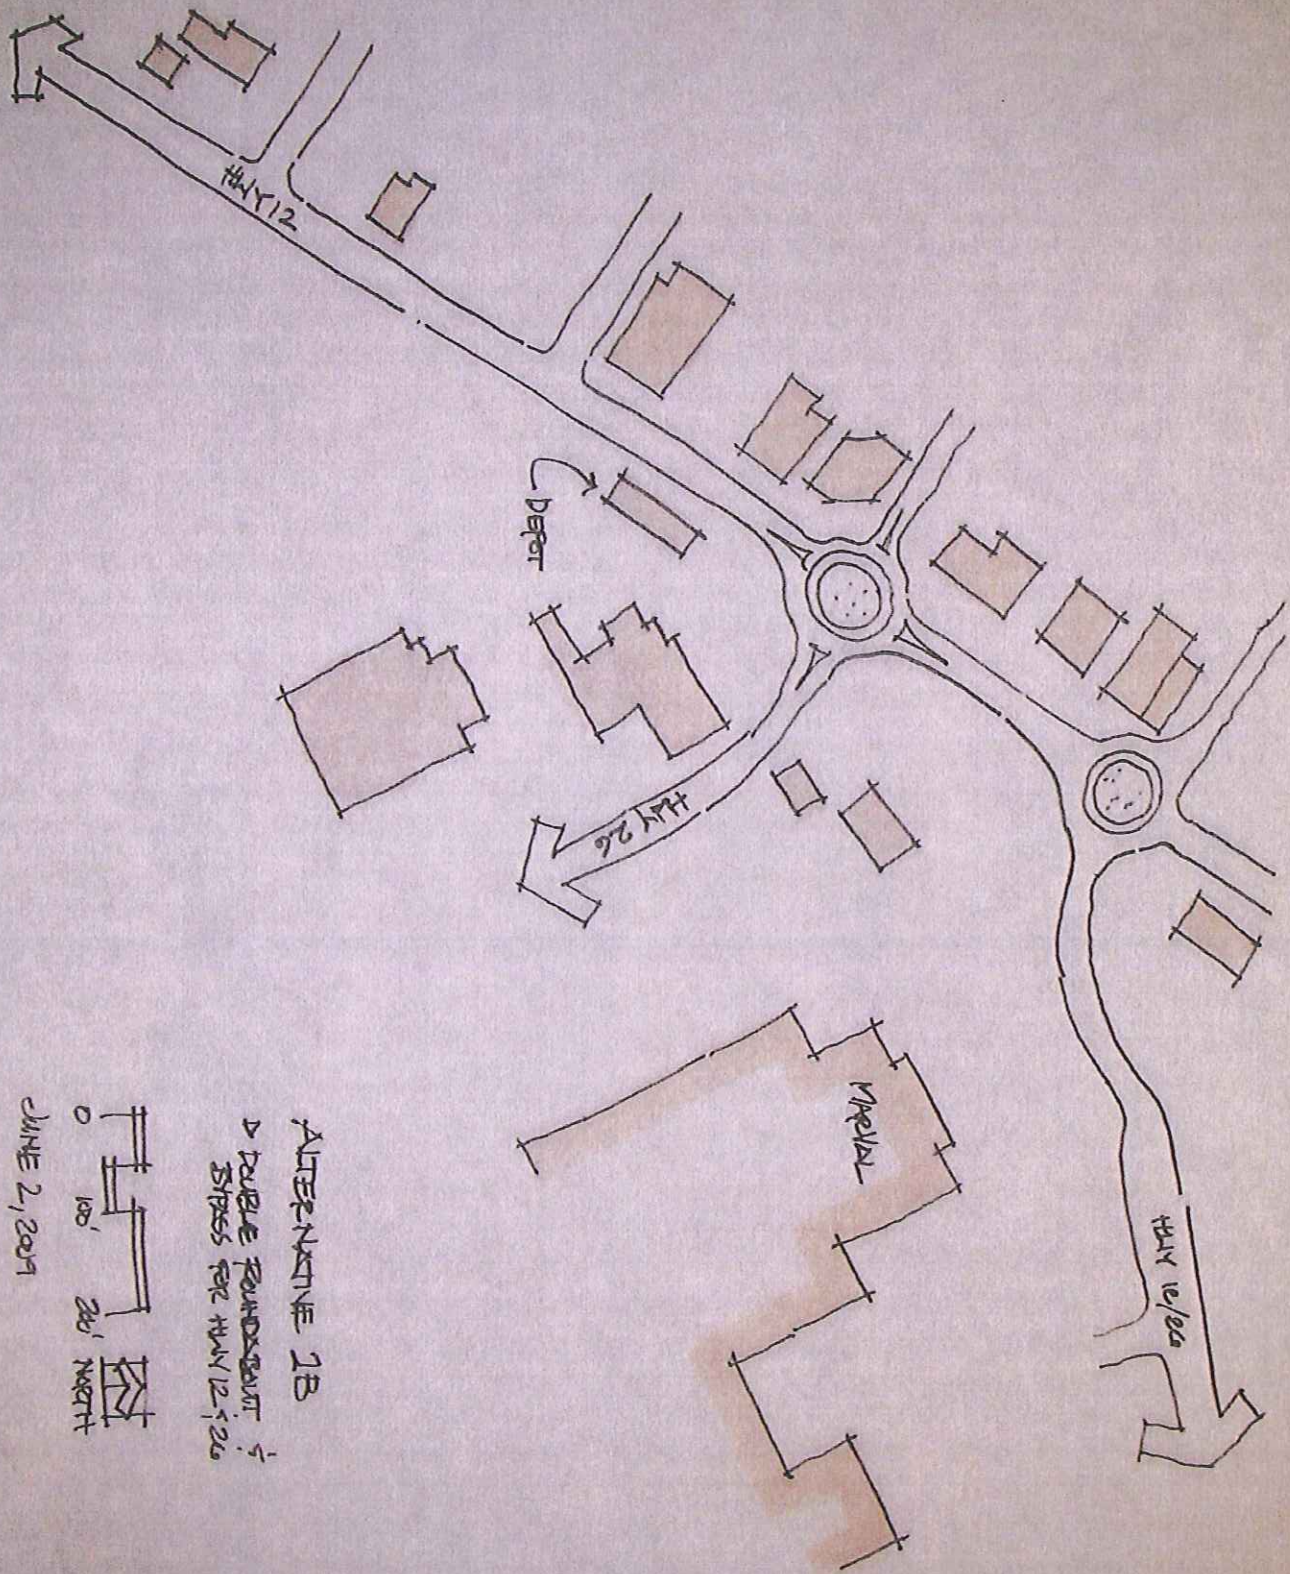 HWY 12/26
HWY 12
DEPOT
HWY 26
MARVAL
ALTERNATIVE 1B
▷ DOUBLE ROUNDABOUT &
BYPASS FOR HWY 12 & 26
0 100' 200' NORTH
JUNE 2, 2009